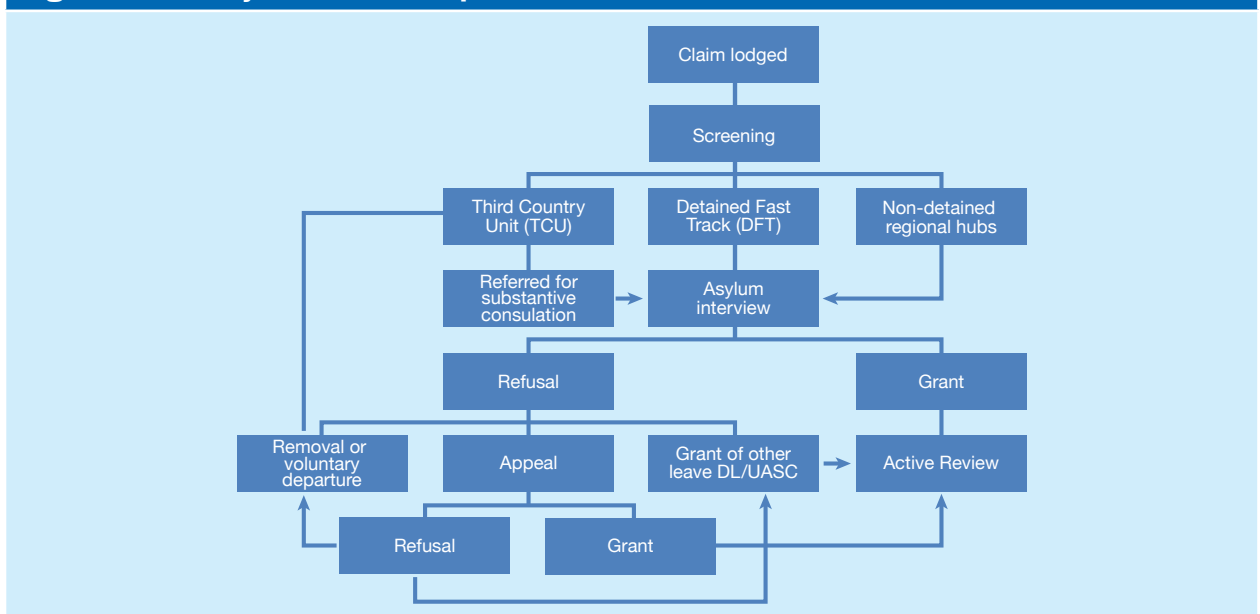 Claim lodged
Screening
Third Country
Unit (TCU)
Detained Fast
Track (DFT)
Non-detained
regional hubs
Referred for
substantive
consulation
Asylum
interview
Refusal
Grant
Removal or
voluntary
departure
Appeal
Grant of other
leave DL/UASC
Active Review
Refusal
Grant